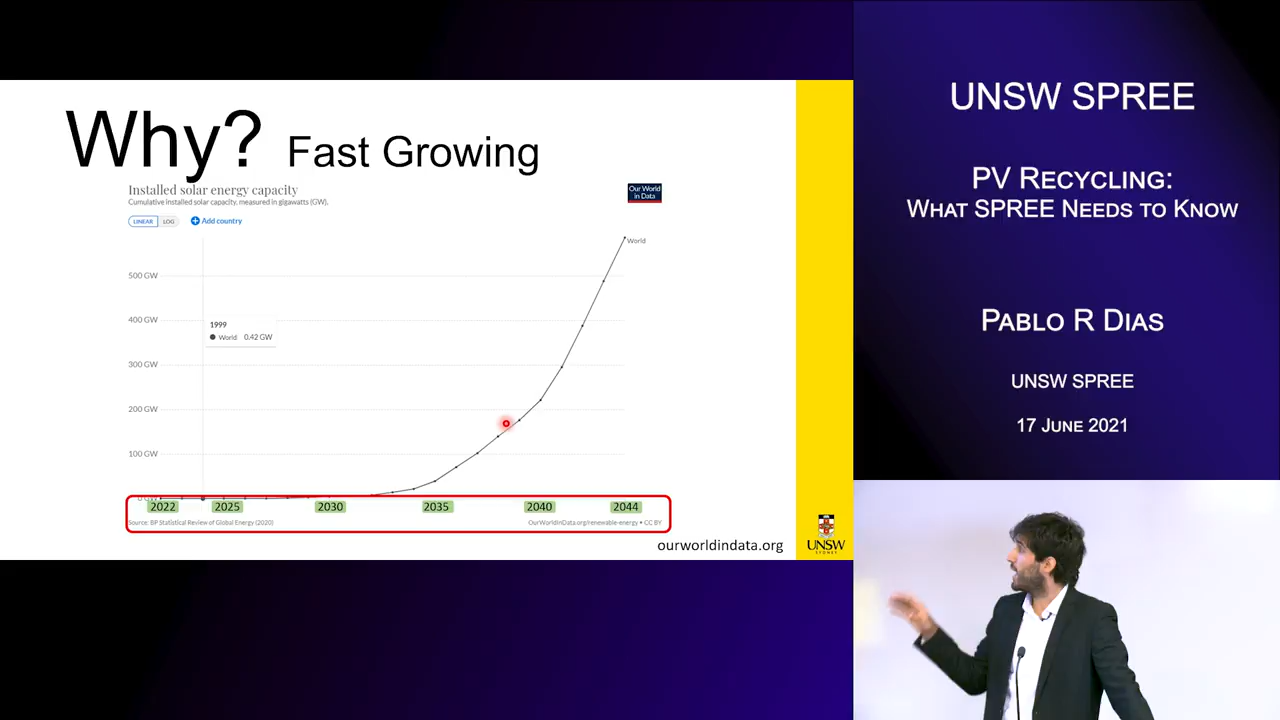 Why? Fast Growing
Installed solar energy capacity
Cumulative installed solar capacity, measured in gigawatts (GW).
Our World
in Data
LINEAR LOG Add country
World
500 GW
400 GW
1999
World 0.42 GW
300 GW
200 GW
100 GW
0 GW
2022 2025 2030 2035 2040 2044
Source: BP Statistical Review of Global Energy (2020)
OurWorldInData.org/renewable-energy • CC BY
ourworldindata.org
UNSW
SYDNEY
UNSW SPREE
PV Recycling:
What SPREE Needs to Know
Pablo R Dias
UNSW SPREE
17 June 2021